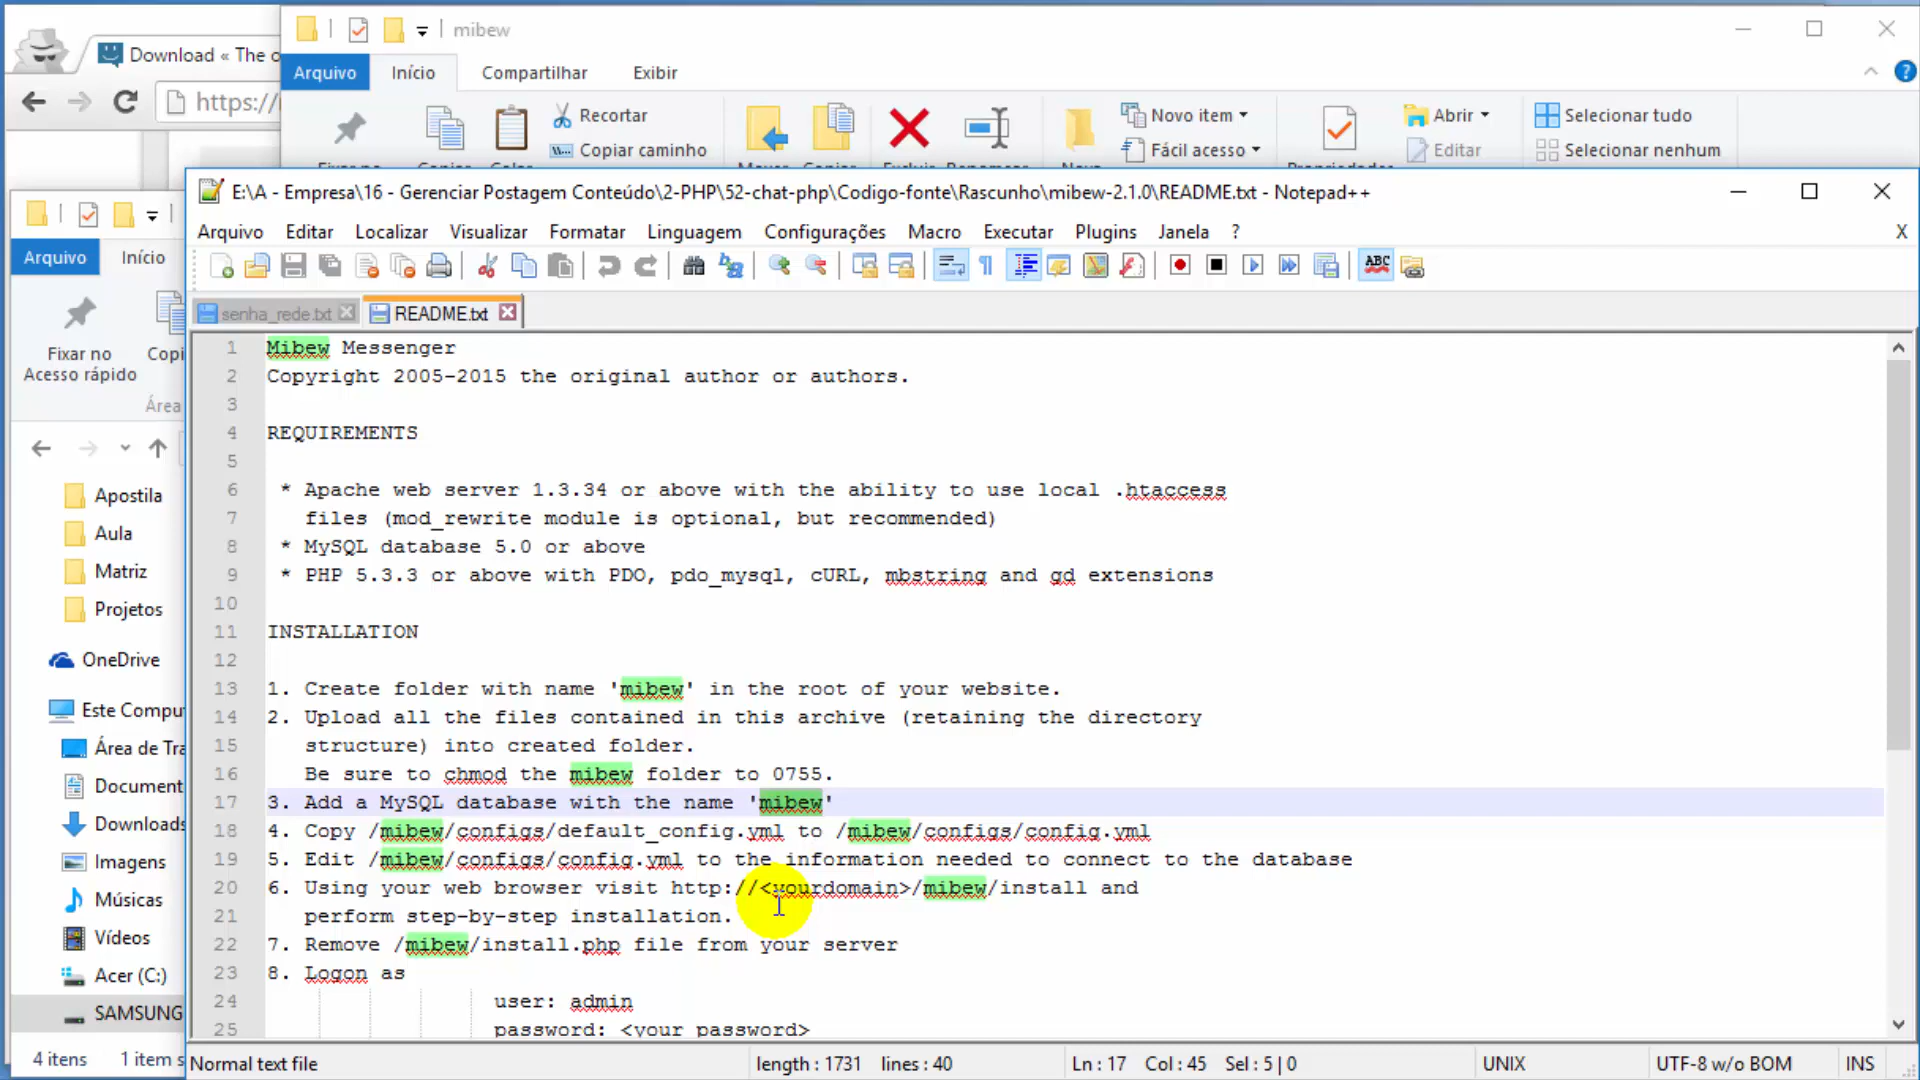 Download « The o
https://
mibew
Arquivo Início Compartilhar Exibir
Recortar
Copiar caminho
Novo item
Fácil acesso
Abrir
Editar
Selecionar tudo
Selecionar nenhum
E:\A - Empresa\16 - Gerenciar Postagem Conteúdo\2-PHP\52-chat-php\Codigo-fonte\Rascunho\mibew-2.1.0\README.txt - Notepad++
Arquivo Editar Localizar Visualizar Formatar Linguagem Configurações Macro Executar Plugins Janela ? X
senha_rede.txt README.txt
Arquivo Início
Fixar no
Acesso rápido
Copi
Área
Apostila
Aula
Matriz
Projetos
OneDrive
Este Compu
Área de Tra
Document
Downloads
Imagens
Músicas
Vídeos
Acer (C:)
SAMSUNG
4 itens 1 item s
1 Mibew Messenger
2 Copyright 2005-2015 the original author or authors.
3
4 REQUIREMENTS
5
6 * Apache web server 1.3.34 or above with the ability to use local .htaccess
7 files (mod_rewrite module is optional, but recommended)
8 * MySQL database 5.0 or above
9 * PHP 5.3.3 or above with PDO, pdo_mysql, cURL, mbstring and gd extensions
10
11 INSTALLATION
12
13 1. Create folder with name 'mibew' in the root of your website.
14 2. Upload all the files contained in this archive (retaining the directory
15 structure) into created folder.
16 Be sure to chmod the mibew folder to 0755.
17 3. Add a MySQL database with the name 'mibew'
18 4. Copy /mibew/configs/default_config.yml to /mibew/configs/config.yml
19 5. Edit /mibew/configs/config.yml to the information needed to connect to the database
20 6. Using your web browser visit http://<yourdomain>/mibew/install and
21 perform step-by-step installation.
22 7. Remove /mibew/install.php file from your server
23 8. Logon as
24 user: admin
25 password: <your password>
Normal text file length : 1731 lines : 40 Ln : 17 Col : 45 Sel : 5 | 0 UNIX UTF-8 w/o BOM INS